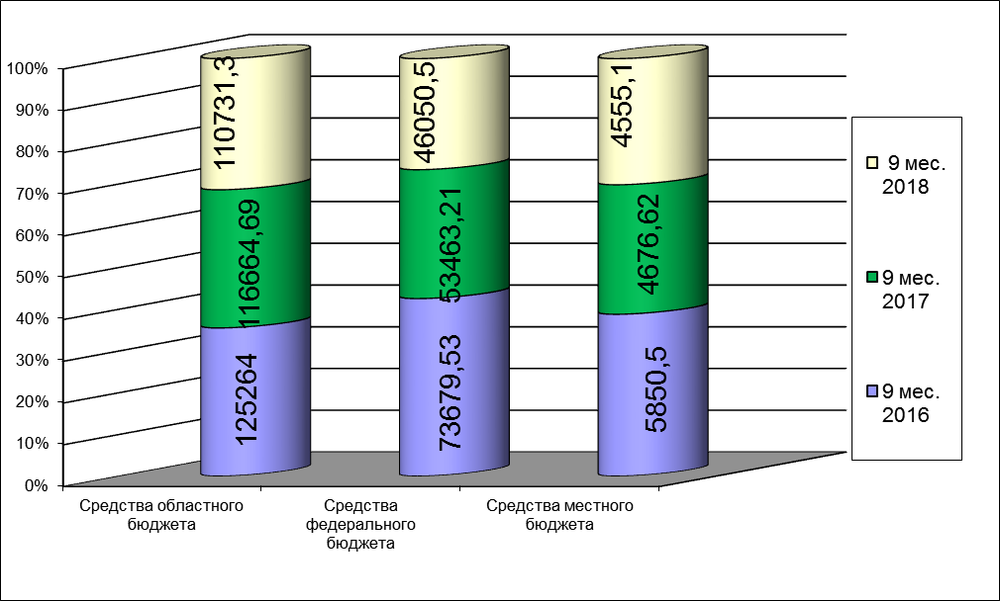 100%
90%
80%
70%
60%
50%
40%
30%
20%
10%
0%
110731,3
116664,69
125264
46050,5
53463,21
73679,53
4555,1
4676,62
5850,5
Средства областного
бюджета
Средства
федерального
бюджета
Средства местного
бюджета
9 мес.
2018
9 мес.
2017
9 мес.
2016